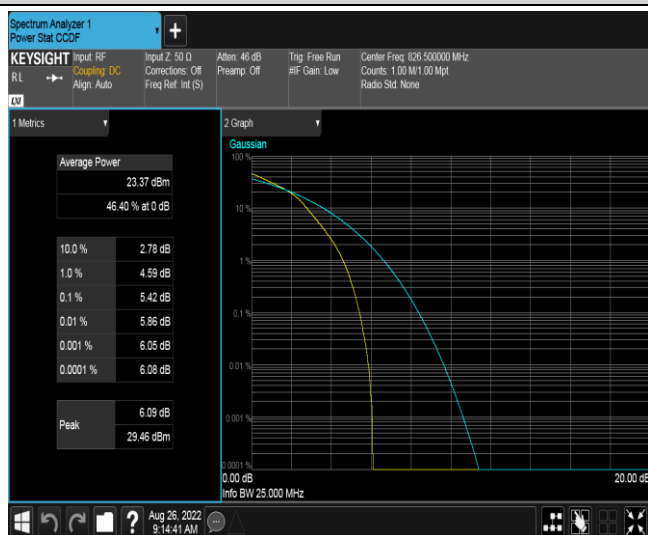 Spectrum Analyzer 1
Power Stat CCDF
+
KEYSIGHT
RL
LXI
Input: RF
Coupling: DC
Align: Auto
Input Z: 50 Ω
Corrections: Off
Freq Ref: Int (S)
Atten: 46 dB
Preamp: Off
Trig: Free Run
#IF Gain: Low
Center Freq: 826.500000 MHz
Counts: 1.00 M/1.00 Mpt
Radio Std: None
1 Metrics
Average Power
23.37 dBm
46.40 % at 0 dB
10.0 % 2.78 dB
1.0 % 4.59 dB
0.1 % 5.42 dB
0.01 % 5.86 dB
0.001 % 6.05 dB
0.0001 % 6.08 dB
Peak
6.09 dB
29.46 dBm
2 Graph
Gaussian
100 %
10 %
1 %
0.1 %
0.01 %
0.001 %
0.0001 %
0.00 dB
20.00 dB
Info BW 25.000 MHz
?
Aug 26, 2022
9:14:41 AM